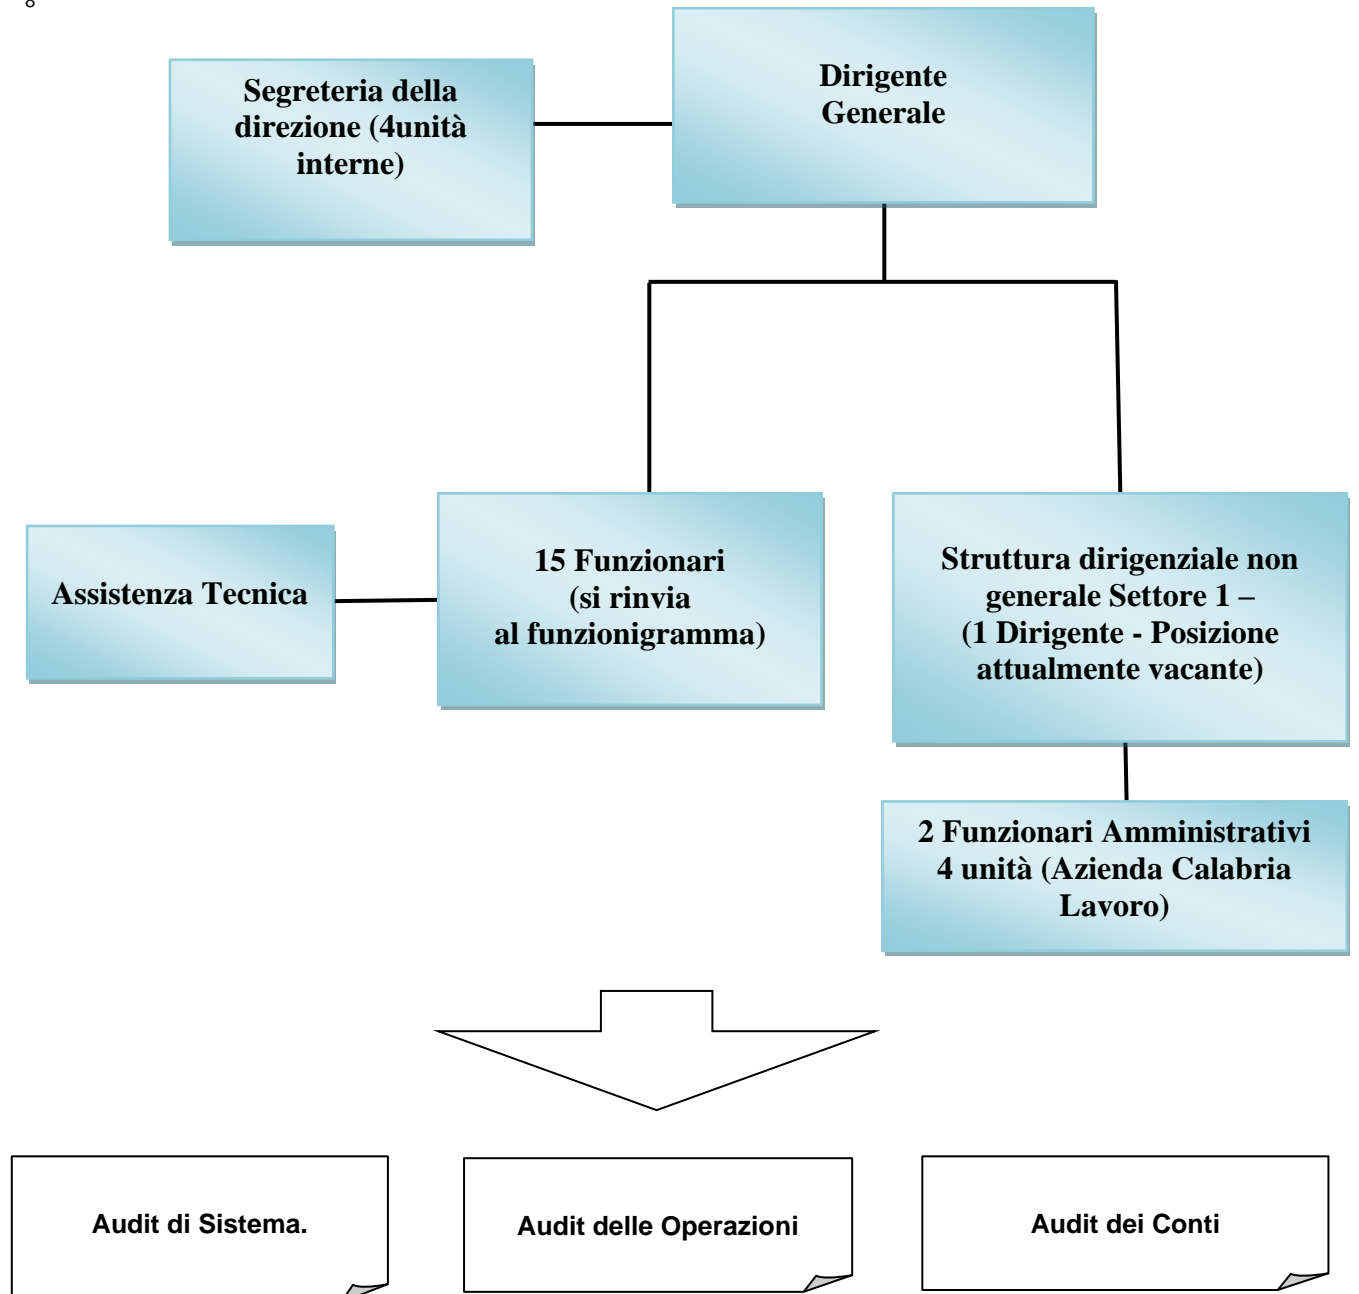 Segreteria della
direzione (4unità
interne)
Dirigente
Generale
Assistenza Tecnica
15 Funzionari
(si rinvia
al funzionigramma)
Struttura dirigenziale non
generale Settore 1 –
(1 Dirigente - Posizione
attualmente vacante)
2 Funzionari Amministrativi
4 unità (Azienda Calabria
Lavoro)
Audit di Sistema.
Audit delle Operazioni
Audit dei Conti